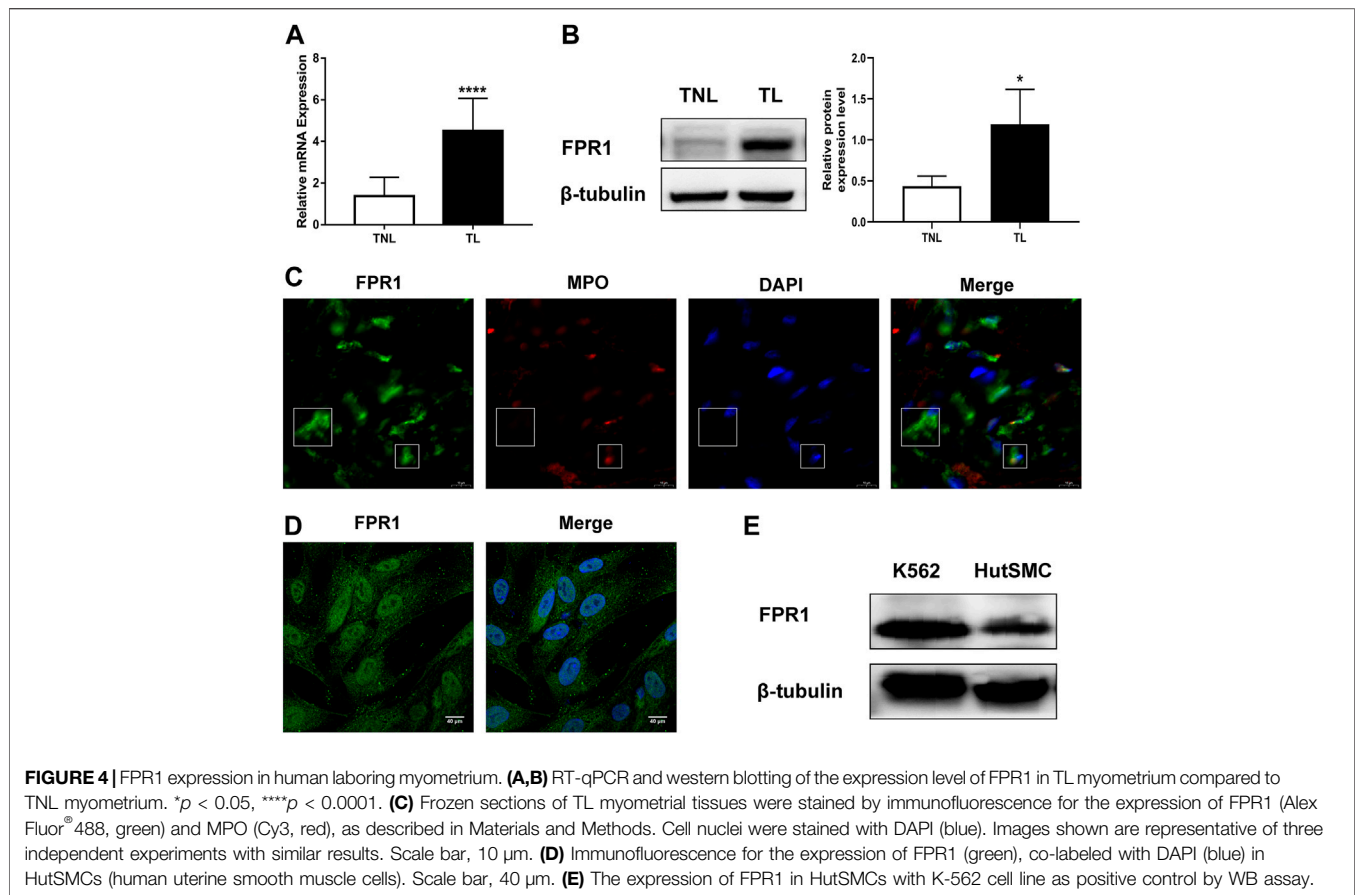 A
8
6
4
2
0
Relative mRNA Expression
****
TNL
TL
B
TNL TL
FPR1
β-tubulin
2.0
1.5
1.0
0.5
0.0
Relative protein
expression level
*
TNL
TL
C
FPR1 MPO DAPI Merge
D
FPR1 Merge
40 μm
40 μm
E
K562 HutSMC
FPR1
β-tubulin
FIGURE 4 | FPR1 expression in human laboring myometrium. (A,B) RT-qPCR and western blotting of the expression level of FPR1 in TL myometrium compared to
TNL myometrium. *p < 0.05, ****p < 0.0001. (C) Frozen sections of TL myometrial tissues were stained by immunofluorescence for the expression of FPR1 (Alex
Fluor® 488, green) and MPO (Cy3, red), as described in Materials and Methods. Cell nuclei were stained with DAPI (blue). Images shown are representative of three
independent experiments with similar results. Scale bar, 10 μm. (D) Immunofluorescence for the expression of FPR1 (green), co-labeled with DAPI (blue) in
HutSMCs (human uterine smooth muscle cells). Scale bar, 40 μm. (E) The expression of FPR1 in HutSMCs with K-562 cell line as positive control by WB assay.